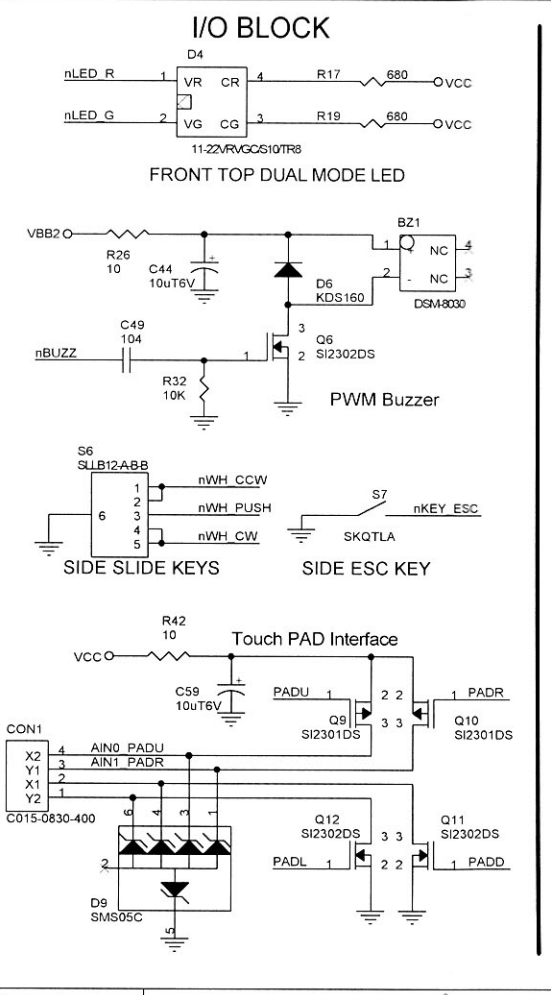 I/O BLOCK
D4
nLED_R 1 VR CR 4 R17 680 VCC
nLED_G 2 VG CG 3 R19 680 VCC
11-22VRVGC/S10/TR8
FRONT TOP DUAL MODE LED
BZ1
VBB2 1 + NC 4
R26
10
C44
10uT6V
+
D6
KDS160
2 - NC 3
DSM-8030
C49
104
nBUZZ 1
3
Q6
2 SI2302DS
R32
10K
PWM Buzzer
S6
SLLB12-A-B-B
1 nWH_CCW
2
6 3 nWH_PUSH
4
5 nWH_CW
S7
nKEY_ESC
SKQTLA
SIDE SLIDE KEYS
SIDE ESC KEY
R42
10
Touch PAD Interface
VCC
C59
10uT6V
+
PADU 1 2 2 1 PADR
Q9 3 3 Q10
SI2301DS SI2301DS
CON1
X2 4 AIN0_PADU
Y1 3 AIN1_PADR
X1 2
Y2 1
C015-0830-400
6 4 3 1
2
D9
SMS05C
5
Q12 Q11
SI2302DS 3 3 SI2302DS
PADL 1 2 2 1 PADD